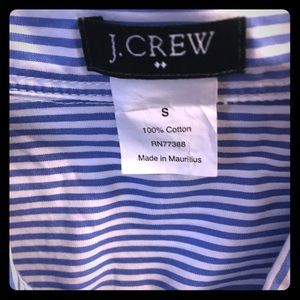 J.CREW
S
100% Cotton
RN77388
Made in Mauritius